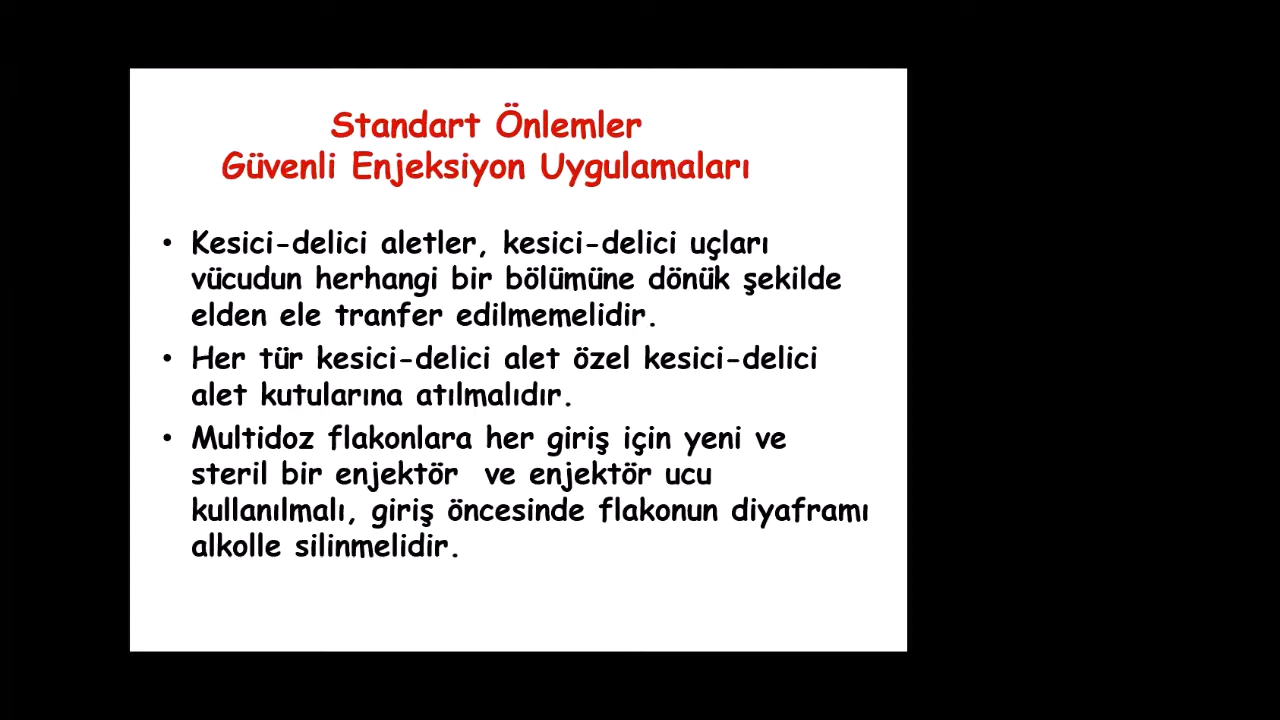 Standart Önlemler
Güvenli Enjeksiyon Uygulamaları
• Kesici-delici aletler, kesici-delici uçları
vücudun herhangi bir bölümüne dönük şekilde
elden ele tranfer edilmemelidir.
• Her tür kesici-delici alet özel kesici-delici
alet kutularına atılmalıdır.
• Multidoz flakonlara her giriş için yeni ve
steril bir enjektör  ve enjektör ucu
kullanılmalı, giriş öncesinde flakonun diyaframı
alkolle silinmelidir.